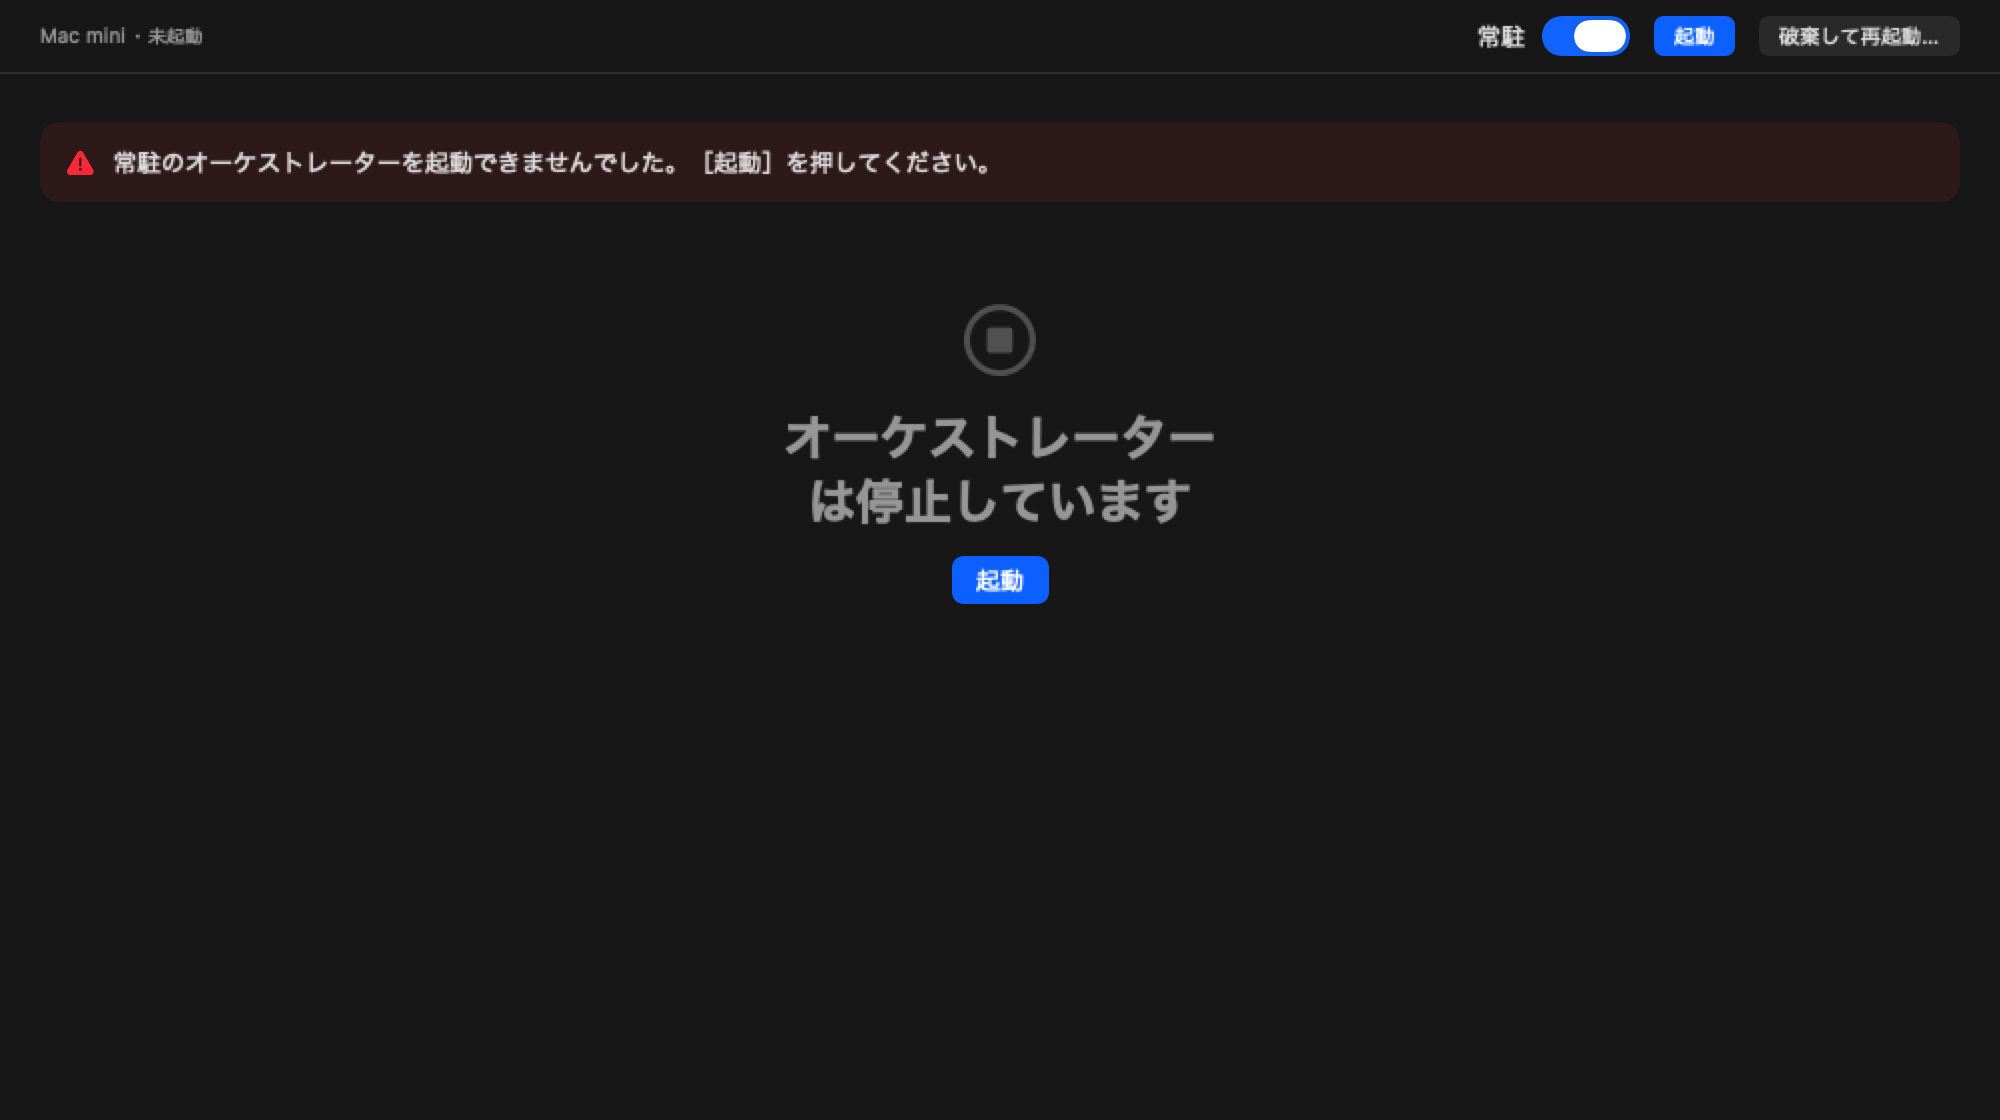 Mac mini・未起動
常駐
起動
破棄して再起動...
常駐のオーケストレーターを起動できませんでした。［起動］を押してください。
オーケストレーター
は停止しています
起動